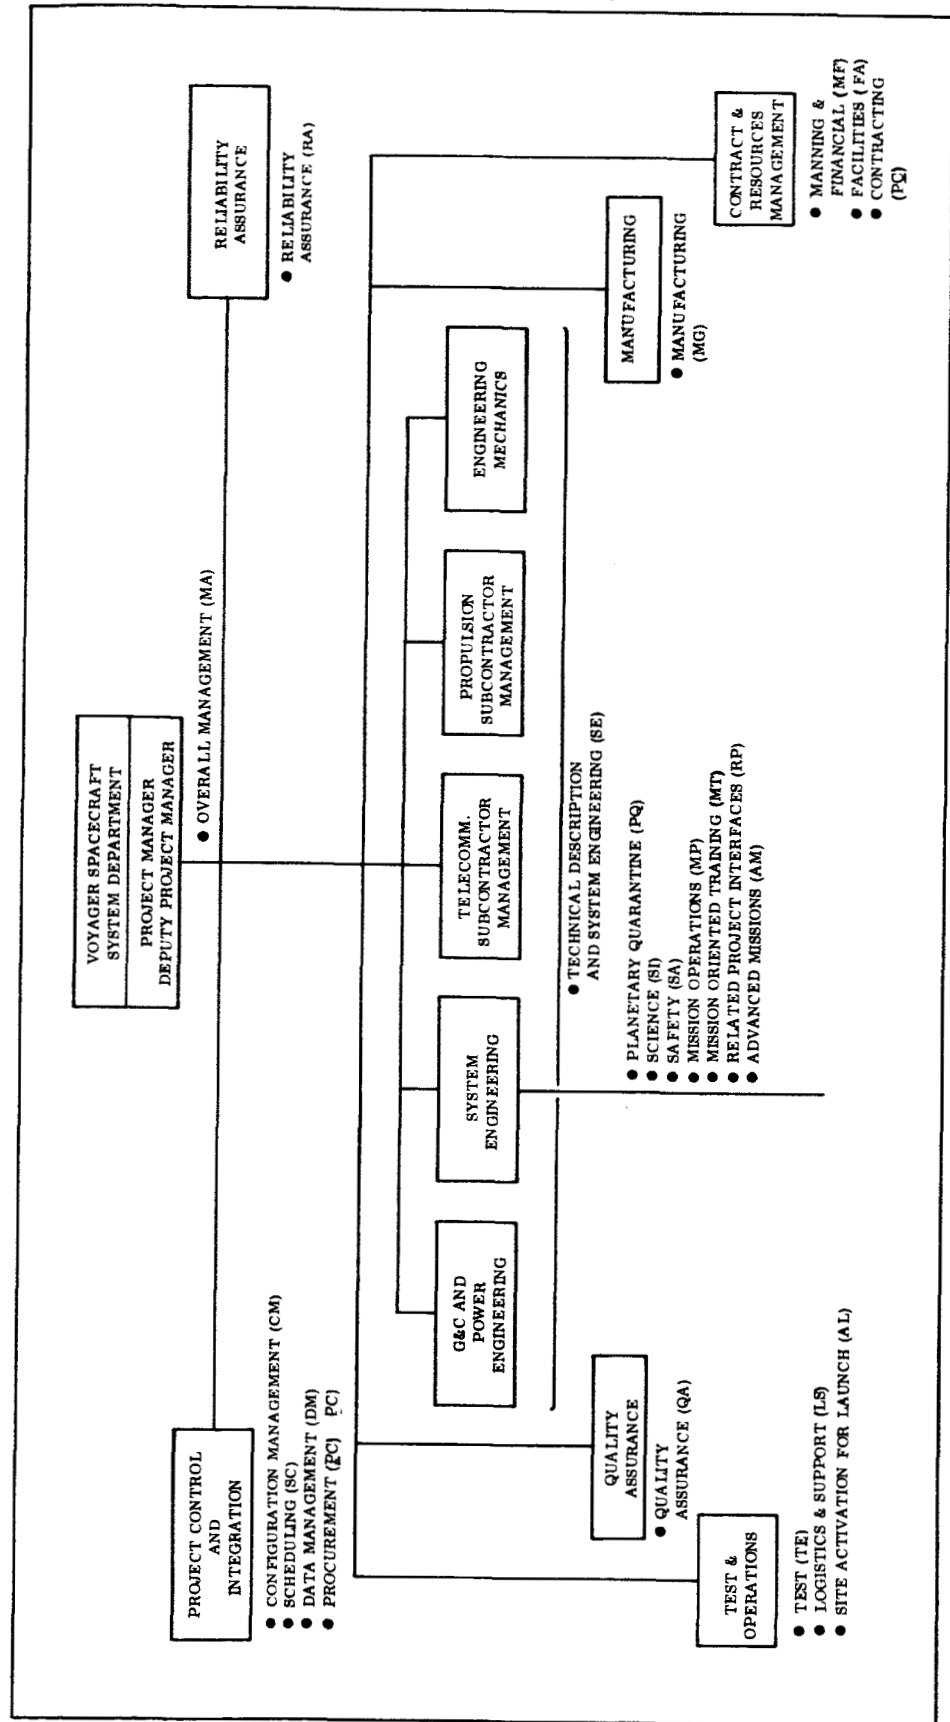 VOYAGER SPACECRAFT
SYSTEM DEPARTMENT
PROJECT MANAGER
DEPUTY PROJECT MANAGER
● OVERALL MANAGEMENT (MA)
PROJECT CONTROL
AND
INTEGRATION
● CONFIGURATION MANAGEMENT (CM)
● SCHEDULING (SC)
● DATA MANAGEMENT (DM)
● PROCUREMENT (PC) PC)
RELIABILITY
ASSURANCE
● RELIABILITY
ASSURANCE (RA)
G&C AND
POWER
ENGINEERING
SYSTEM
ENGINEERING
TELECOMM.
SUBCONTRACTOR
MANAGEMENT
PROPULSION
SUBCONTRACTOR
MANAGEMENT
ENGINEERING
MECHANICS
● TECHNICAL DESCRIPTION
AND SYSTEM ENGINEERING (SE)
● PLANETARY QUARANTINE (PQ)
● SCIENCE (SI)
● SAFETY (SA)
● MISSION OPERATIONS (MP)
● MISSION ORIENTED TRAINING (MT)
● RELATED PROJECT INTERFACES (RP)
● ADVANCED MISSIONS (AM)
QUALITY
ASSURANCE
● QUALITY
ASSURANCE (QA)
MANUFACTURING
● MANUFACTURING
(MG)
TEST &
OPERATIONS
● TEST (TE)
● LOGISTICS & SUPPORT (LS)
● SITE ACTIVATION FOR LAUNCH (AL)
CONTRACT &
RESOURCES
MANAGEMENT
● MANNING &
FINANCIAL (MF)
● FACILITIES (FA)
● CONTRACTING
(PC)